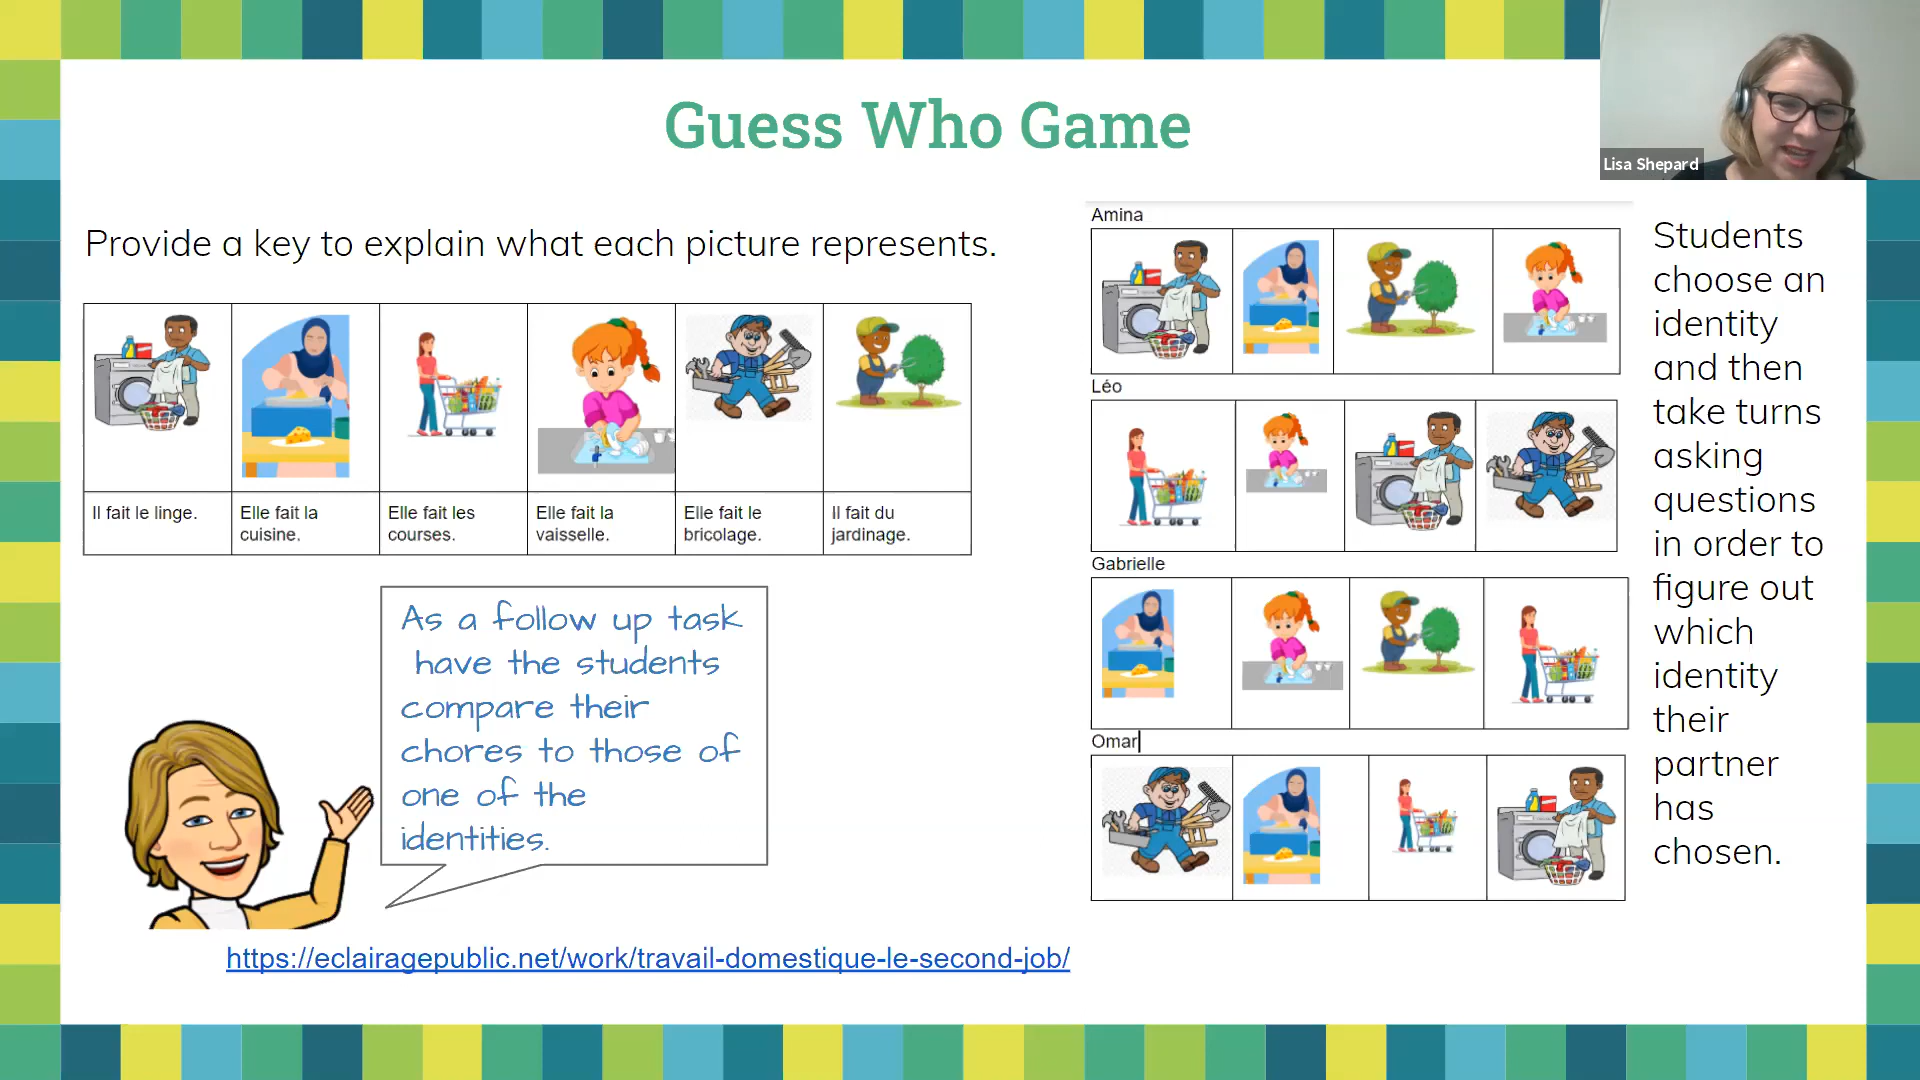 Guess Who Game
Lisa Shepard
Provide a key to explain what each picture represents.
Il fait le linge.
Elle fait la
cuisine.
Elle fait les
courses.
Elle fait la
vaisselle.
Elle fait le
bricolage.
Il fait du
jardinage.
As a follow up task
have the students
compare their
chores to those of
one of the
identities.
https://eclairagepublic.net/work/travail-domestique-le-second-job/
Amina
Léo
Gabrielle
Omar
Students
choose an
identity
and then
take turns
asking
questions
in order to
figure out
which
identity
their
partner
has
chosen.